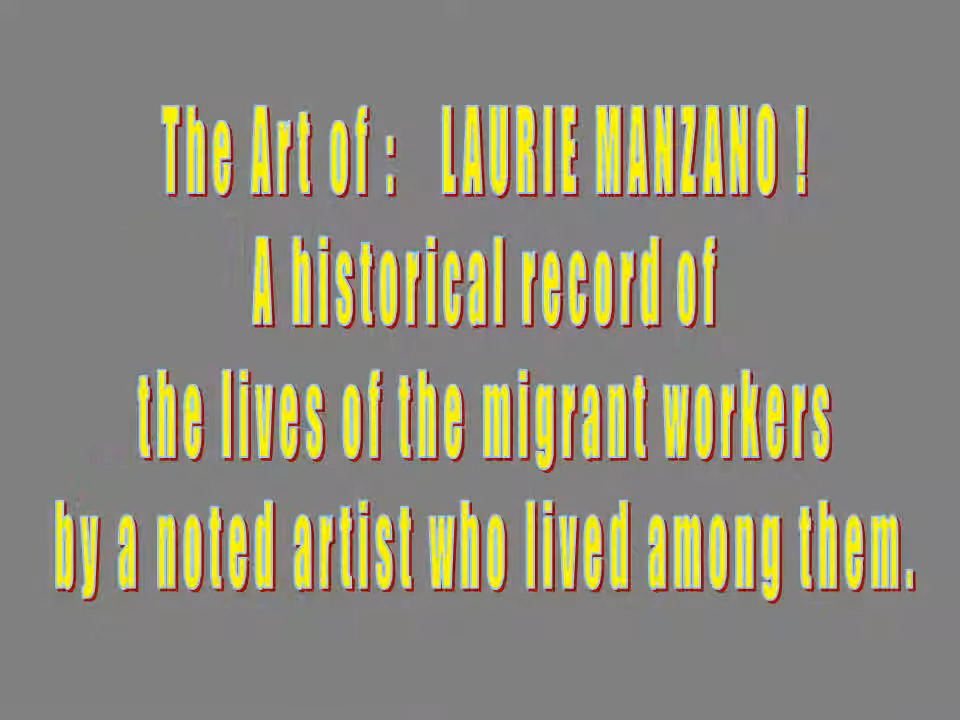 The Art of : LAURIE MANZANO !
A historical record of
the lives of the migrant workers
by a noted artist who lived among them.